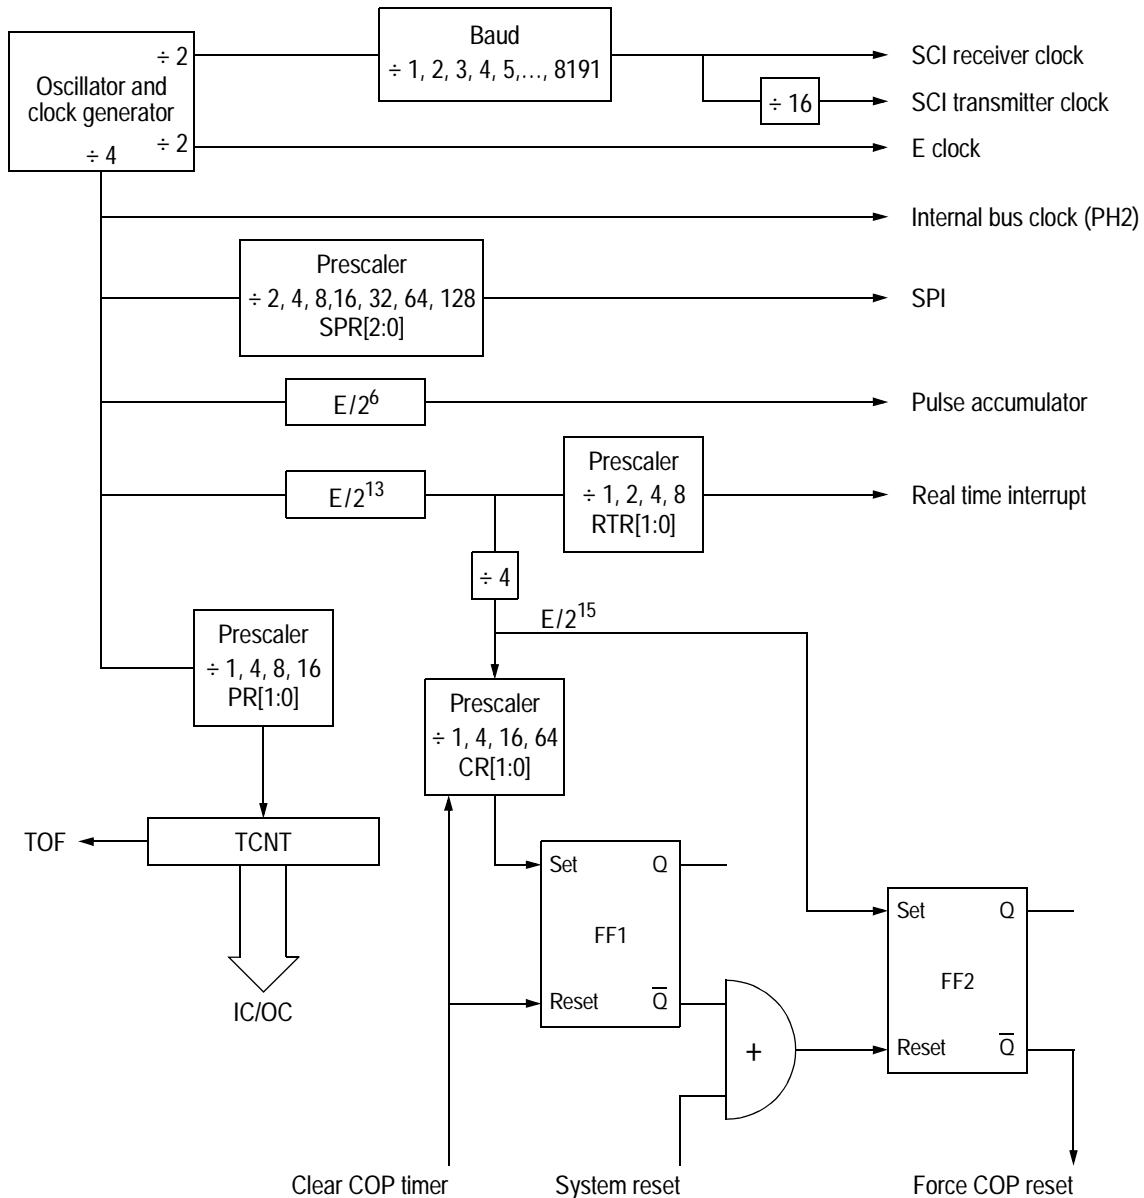 ÷ 2
Oscillator and
clock generator
÷ 4
÷ 2
Baud
÷ 1, 2, 3, 4, 5,..., 8191
SCI receiver clock
÷ 16
SCI transmitter clock
E clock
Internal bus clock (PH2)
Prescaler
÷ 2, 4, 8,16, 32, 64, 128
SPR[2:0]
SPI
E/2⁶
Pulse accumulator
E/2¹³
Prescaler
÷ 1, 2, 4, 8
RTR[1:0]
Real time interrupt
÷ 4
E/2¹⁵
Prescaler
÷ 1, 4, 8, 16
PR[1:0]
Prescaler
÷ 1, 4, 16, 64
CR[1:0]
TOF
TCNT
IC/OC
Set
Q
FF1
Reset
Q̅
+
Set
Q
FF2
Reset
Q̅
Clear COP timer
System reset
Force COP reset